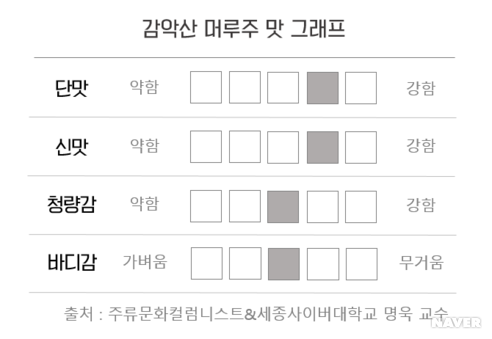 감악산 머루주 맛 그래프
단맛 약함 강함
신맛 약함 강함
청량감 약함 강함
바디감 가벼움 무거움
출처 : 주류문화컬럼니스트&세종사이버대학교 명욱 교수
NAVER